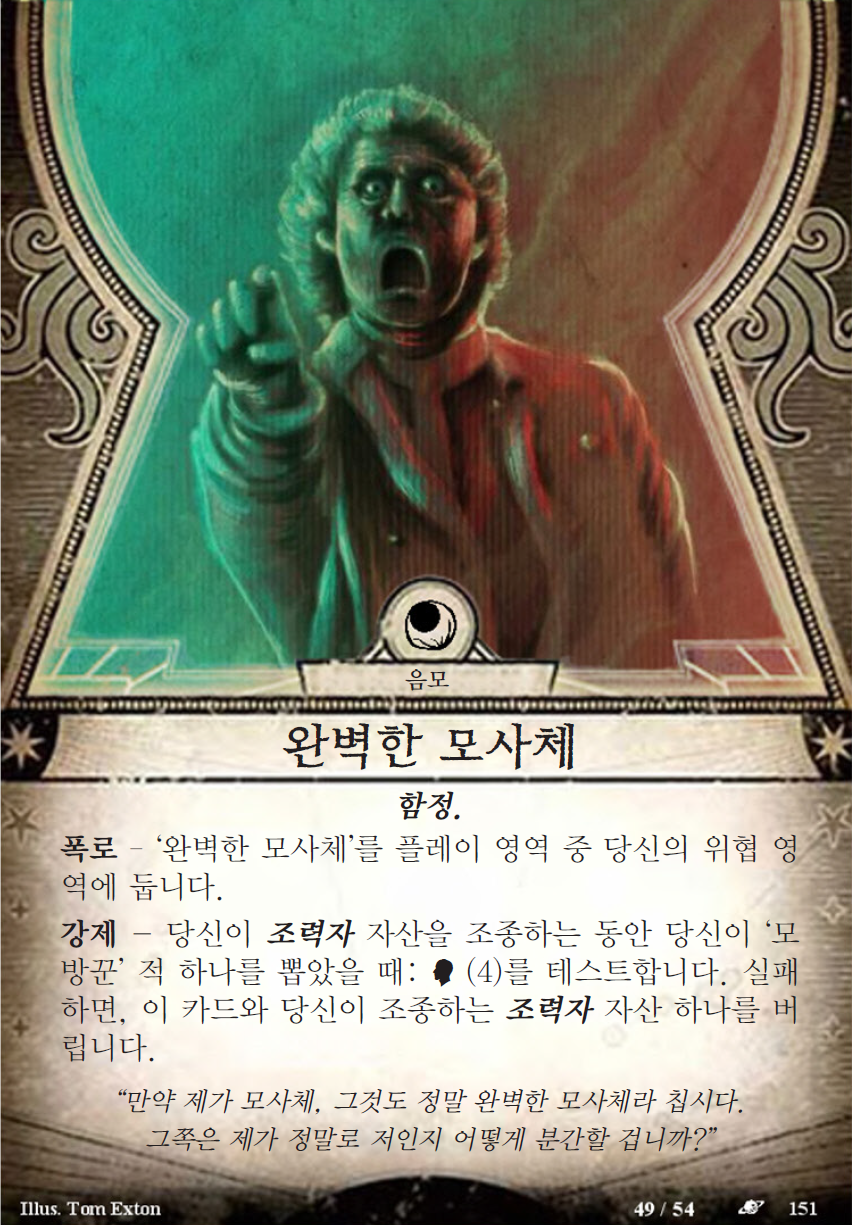 음모
완벽한 모사체
함정.
폭로 – ‘완벽한 모사체’를 플레이 영역 중 당신의 위협 영
역에 둡니다.
강제 – 당신이 조력자 자산을 조종하는 동안 당신이 ‘모
방꾼’ 적 하나를 뽑았을 때: (4)를 테스트합니다. 실패
하면, 이 카드와 당신이 조종하는 조력자 자산 하나를 버
립니다.
“만약 제가 모사체, 그것도 정말 완벽한 모사체라 칩시다.
그쪽은 제가 정말로 저인지 어떻게 분간할 겁니까?”
Illus. Tom Exton 49 / 54 151